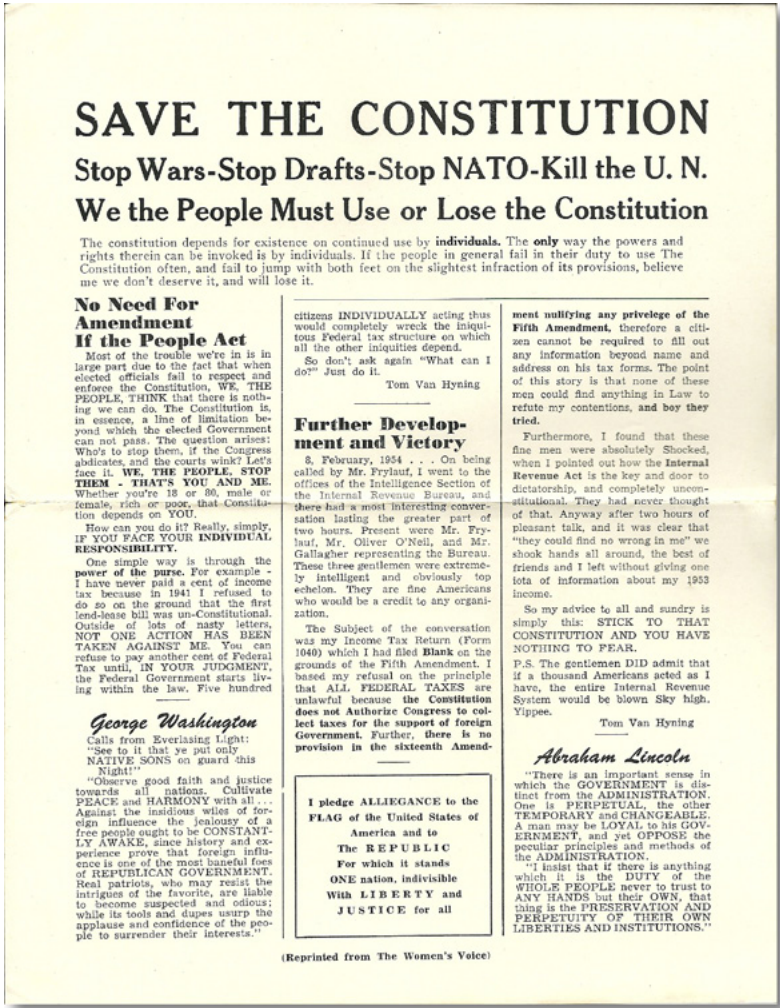 SAVE THE CONSTITUTION
Stop Wars-Stop Drafts-Stop NATO-Kill the U. N.
We the People Must Use or Lose the Constitution
The constitution depends for existence on continued use by individuals. The only way the powers and
rights therein can be invoked is by individuals. If the people in general fail in their duty to use The
Constitution often, and fail to jump with both feet on the slightest infraction of its provisions, believe
me we don't deserve it, and will lose it.
No Need For
Amendment
If the People Act
Most of the trouble we're in is in
large part due to the fact that when
elected officials fail to respect and
enforce the Constitution, WE, THE
PEOPLE, THINK that there is noth-
ing we can do. The Constitution is,
in essence, a line of limitation be-
yond which the elected Government
can not pass. The question arises:
Who's to stop them, if the Congress
abdicates, and the courts wink? Let's
face it. WE, THE PEOPLE, STOP
THEM - THAT'S YOU AND ME.
Whether you're 18 or 80, male or
female, rich or poor, that Constitu-
tion depends on YOU.
How can you do it? Really, simply,
IF YOU FACE YOUR INDIVIDUAL
RESPONSIBILITY.
One simple way is through the
power of the purse. For example -
I have never paid a cent of income
tax because in 1941 I refused to
do so on the ground that the first
lend-lease bill was un-Constitutional.
Outside of lots of nasty letters,
NOT ONE ACTION HAS BEEN
TAKEN AGAINST ME. You can
refuse to pay another cent of Federal
Tax until, IN YOUR JUDGMENT,
the Federal Government starts liv-
ing within the law. Five hundred
George Washington
Calls from Everlasing Light:
"See to it that ye put only
NATIVE SONS on guard this
Night!"
"Observe good faith and justice
towards all nations. Cultivate
PEACE and HARMONY with all ...
Against the insidious wiles of for-
eign influence the jealousy of a
free people ought to be CONSTANT-
LY AWAKE, since history and ex-
perience prove that foreign influ-
ence is one of the most baneful foes
of REPUBLICAN GOVERNMENT.
Real patriots, who may resist the
intrigues of the favorite, are liable
to become suspected and odious;
while its tools and dupes usurp the
applause and confidence of the peo-
ple to surrender their interests."
citizens INDIVIDUALLY acting thus
would completely wreck the iniqui-
tous Federal tax structure on which
all the other iniquities depend.
So don't ask again "What can I
do?" Just do it.
Tom Van Hyning
Further Develop-
ment and Victory
8, February, 1954 . . . On being
called by Mr. Frylauf, I went to the
offices of the Intelligence Section of
the Internal Revenue Bureau, and
there had a most interesting conver-
sation lasting the greater part of
two hours. Present were Mr. Fry-
lauf, Mr. Oliver O'Neil, and Mr.
Gallagher representing the Bureau.
These three gentlemen were extreme-
ly intelligent and obviously top
echelon. They are fine Americans
who would be a credit to any organi-
zation.
The Subject of the conversation
was my Income Tax Return (Form
1040) which I had filed Blank on the
grounds of the Fifth Amendment. I
based my refusal on the principle
that ALL FEDERAL TAXES are
unlawful because the Constitution
does not Authorize Congress to col-
lect taxes for the support of foreign
Government. Further, there is no
provision in the sixteenth Amend-
I pledge ALLIEGANCE to the
FLAG of the United States of
America and to
The REPUBLIC
For which it stands
ONE nation, indivisible
With LIBERTY and
JUSTICE for all
ment nulifying any privelege of the
Fifth Amendment, therefore a citi-
zen cannot be required to fill out
any information beyond name and
address on his tax forms. The point
of this story is that none of these
men could find anything in Law to
refute my contentions, and boy they
tried.
Furthermore, I found that these
fine men were absolutely Shocked,
when I pointed out how the Internal
Revenue Act is the key and door to
dictatorship, and completely uncon-
stitutional. They had never thought
of that. Anyway after two hours of
pleasant talk, and it was clear that
"they could find no wrong in me" we
shook hands all around, the best of
friends and I left without giving one
iota of information about my 1953
income.
So my advice to all and sundry is
simply this: STICK TO THAT
CONSTITUTION AND YOU HAVE
NOTHING TO FEAR.
P.S. The gentlemen DID admit that
if a thousand Americans acted as I
have, the entire Internal Revenue
System would be blown Sky high.
Yippee.
Tom Van Hyning
Abraham Lincoln
"There is an important sense in
which the GOVERNMENT is dis-
tinct from the ADMINISTRATION.
One is PERPETUAL, the other
TEMPORARY and CHANGEABLE.
A man may be LOYAL to his GOV-
ERNMENT, and yet OPPOSE the
peculiar principles and methods of
the ADMINISTRATION.
"I insist that if there is anything
which it is the DUTY of the
WHOLE PEOPLE never to trust to
ANY HANDS but their OWN, that
thing is the PRESERVATION AND
PERPETUITY OF THEIR OWN
LIBERTIES AND INSTITUTIONS."
(Reprinted from The Women's Voice)